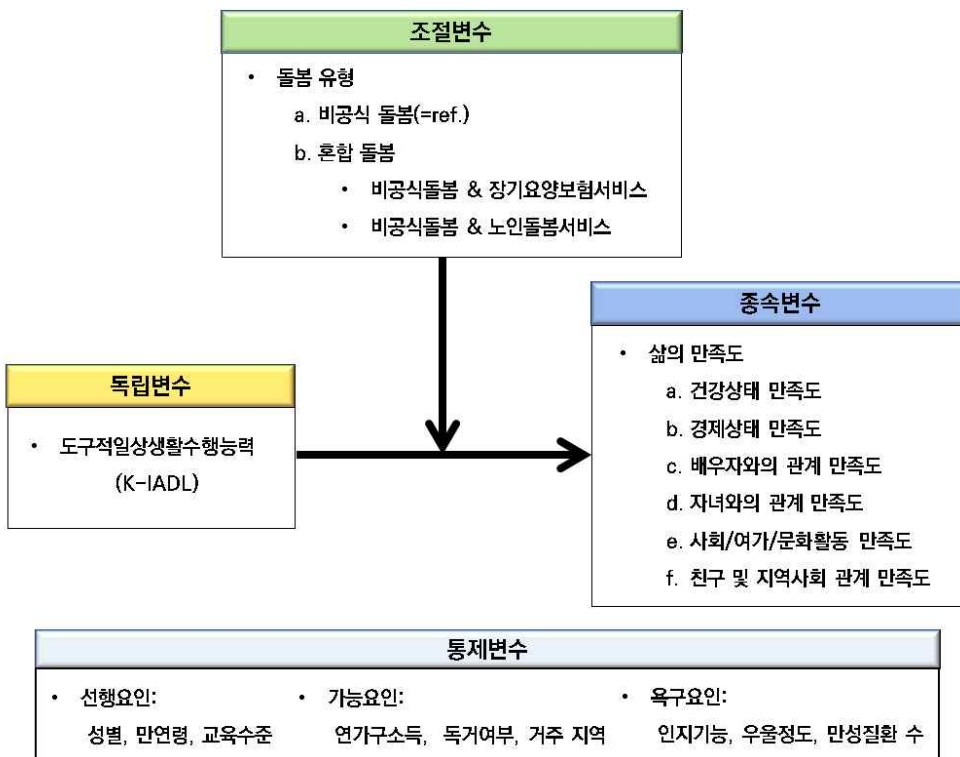 조절변수
• 돌봄 유형
a. 비공식 돌봄(=ref.)
b. 혼합 돌봄
• 비공식돌봄 & 장기요양보험서비스
• 비공식돌봄 & 노인돌봄서비스
종속변수
• 삶의 만족도
a. 건강상태 만족도
b. 경제상태 만족도
c. 배우자와의 관계 만족도
d. 자녀와의 관계 만족도
e. 사회/여가/문화활동 만족도
f. 친구 및 지역사회 관계 만족도
독립변수
• 도구적일상생활수행능력
(K-IADL)
통제변수
• 선행요인:
성별, 만연령, 교육수준
• 가능요인:
연가구소득, 독거여부, 거주 지역
• 욕구요인:
인지기능, 우울정도, 만성질환 수